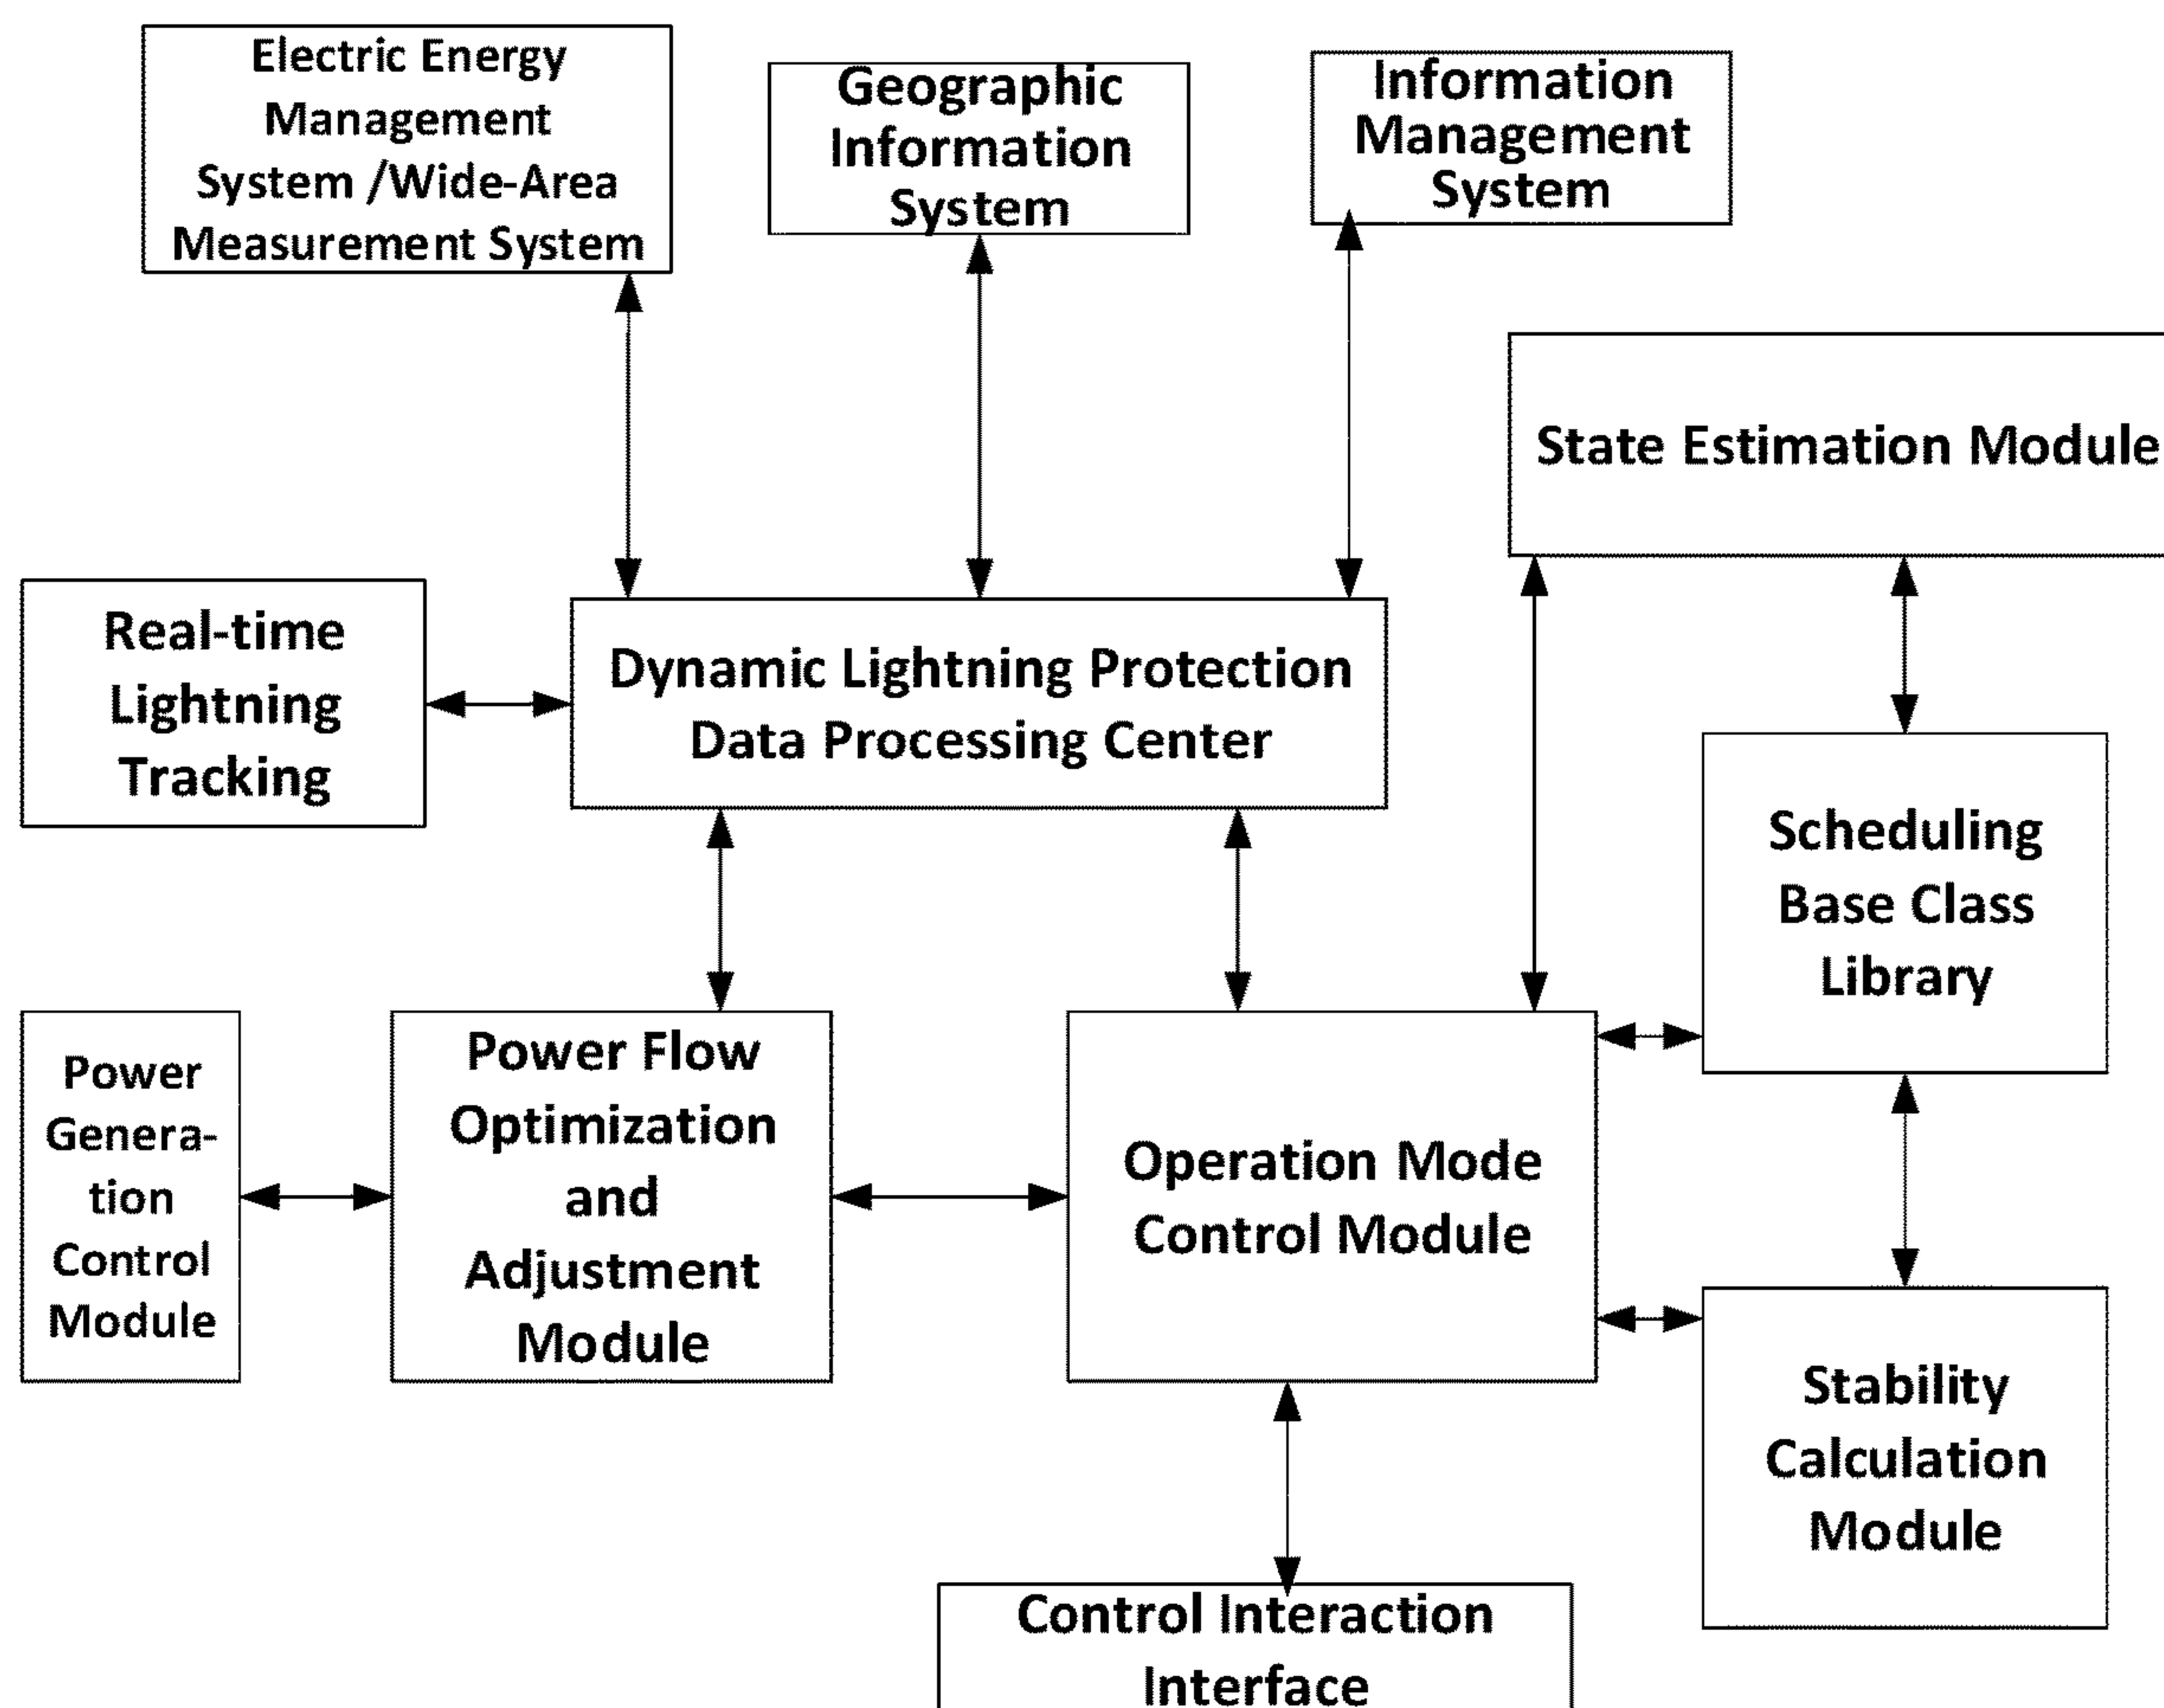 Electric Energy
Management
System /Wide-Area
Measurement System
Geographic
Information
System
Information
Management
System
State Estimation Module
Real-time
Lightning
Tracking
Dynamic Lightning Protection
Data Processing Center
Scheduling
Base Class
Library
Power
Genera-
tion
Control
Module
Power Flow
Optimization
and
Adjustment
Module
Operation Mode
Control Module
Stability
Calculation
Module
Control Interaction
Interface